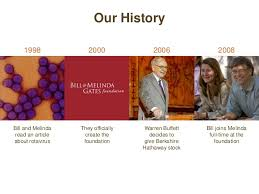 Our History
1998
2000
2006
2008
BILL & MELINDA
GATES foundation
Bill and Melinda
read an article
about rotavirus
They officially
create the
foundation
Warren Buffett
decides to
give Berkshire
Hathaway stock
Bill joins Melinda
full-time at the
foundation